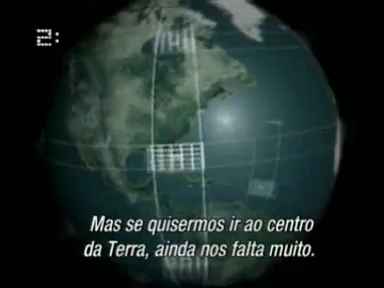 2:
Mas se quisermos ir ao centro
da Terra, ainda nos falta muito.